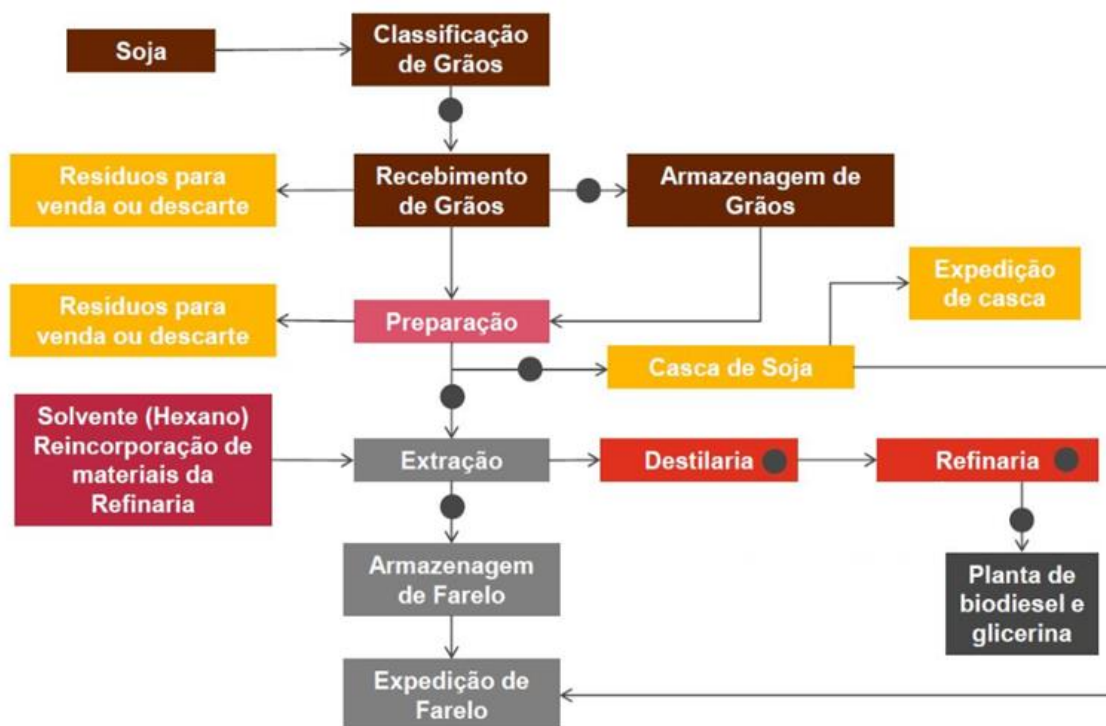 Soja
Classificação
de Grãos
Resíduos para
venda ou descarte
Recebimento
de Grãos
Armazenagem de
Grãos
Expedição
de casca
Resíduos para
venda ou descarte
Preparação
Casca de Soja
Solvente (Hexano)
Reincorporação de
materiais da
Refinaria
Extração
Destilaria
Refinaria
Armazenagem
de Farelo
Planta de
biodiesel e
glicerina
Expedição de
Farelo